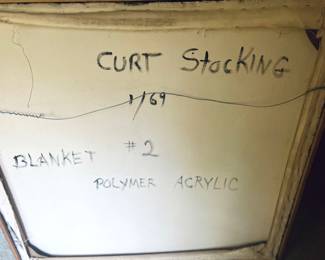 CURT StocKING
1/69
BLANKET #2
POLYMER ACRYLIC